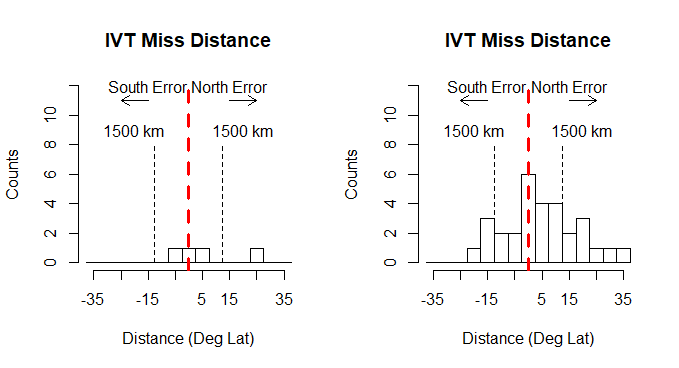 IVT Miss Distance
South Error North Error
1500 km 1500 km
Counts
0 2 4 6 8 10
-35 -15 5 15 35
Distance (Deg Lat)
IVT Miss Distance
South Error North Error
1500 km 1500 km
Counts
0 2 4 6 8 10
-35 -15 5 15 35
Distance (Deg Lat)